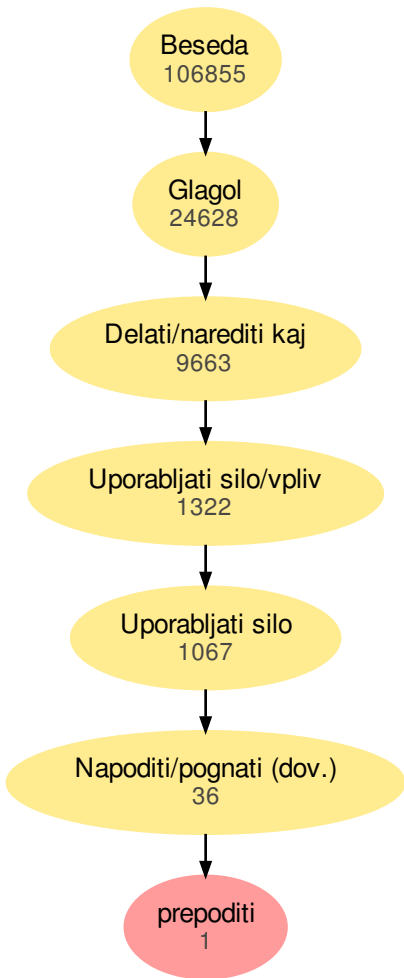 Beseda
106855
Glagol
24628
Delati/narediti kaj
9663
Uporabljati silo/vpliv
1322
Uporabljati silo
1067
Napoditi/pognati (dov.)
36
prepoditi
1